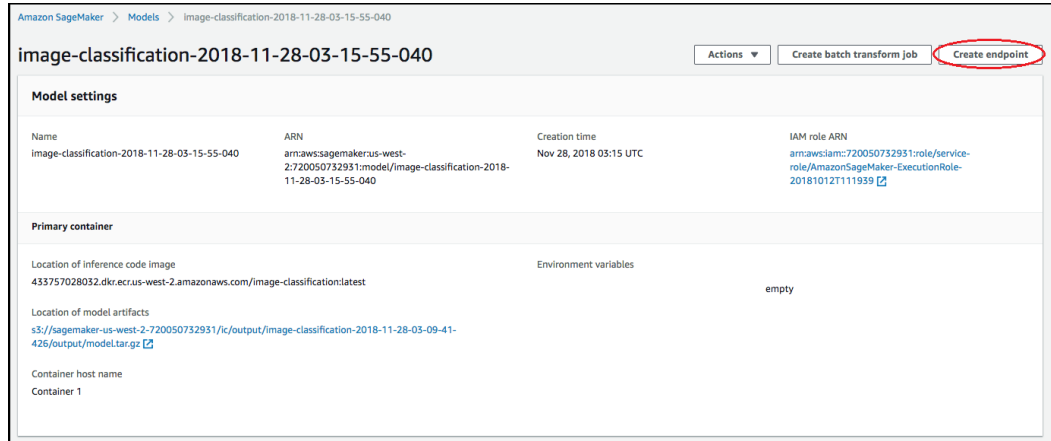 Amazon SageMaker > Models > image-classification-2018-11-28-03-15-55-040
image-classification-2018-11-28-03-15-55-040
Actions ▼
Create batch transform job
Create endpoint
Model settings
Name
image-classification-2018-11-28-03-15-55-040
ARN
arn:aws:sagemaker:us-west-
2:720050732931:model/image-classification-2018-
11-28-03-15-55-040
Creation time
Nov 28, 2018 03:15 UTC
IAM role ARN
arn:aws:iam::720050732931:role/service-
role/AmazonSageMaker-ExecutionRole-
20181012T111939
Primary container
Location of inference code image
433757028032.dkr.ecr.us-west-2.amazonaws.com/image-classification:latest
Location of model artifacts
s3://sagemaker-us-west-2-720050732931/ic/output/image-classification-2018-11-28-03-09-41-
426/output/model.tar.gz
Container host name
Container 1
Environment variables
empty